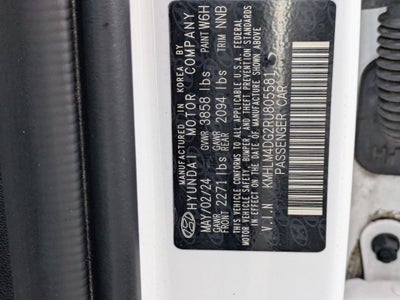 MANUFACTURED IN KOREA BY
HYUNDAI MOTOR COMPANY
MAY/02/24 GVWR 3858 lbs PAINT W6H
GAWR FRONT 2271 lbs GAWR REAR 2094 lbs TRIM NNB
THIS VEHICLE CONFORMS TO ALL APPLICABLE U.S.A. FEDERAL
MOTOR VEHICLE SAFETY, BUMPER, AND THEFT PREVENTION
STANDARDS IN EFFECT ON THE DATE OF MANUFACTURE SHOWN ABOVE.
V.I.N KMHLM4DG2RU805581
PASSENGER CAR